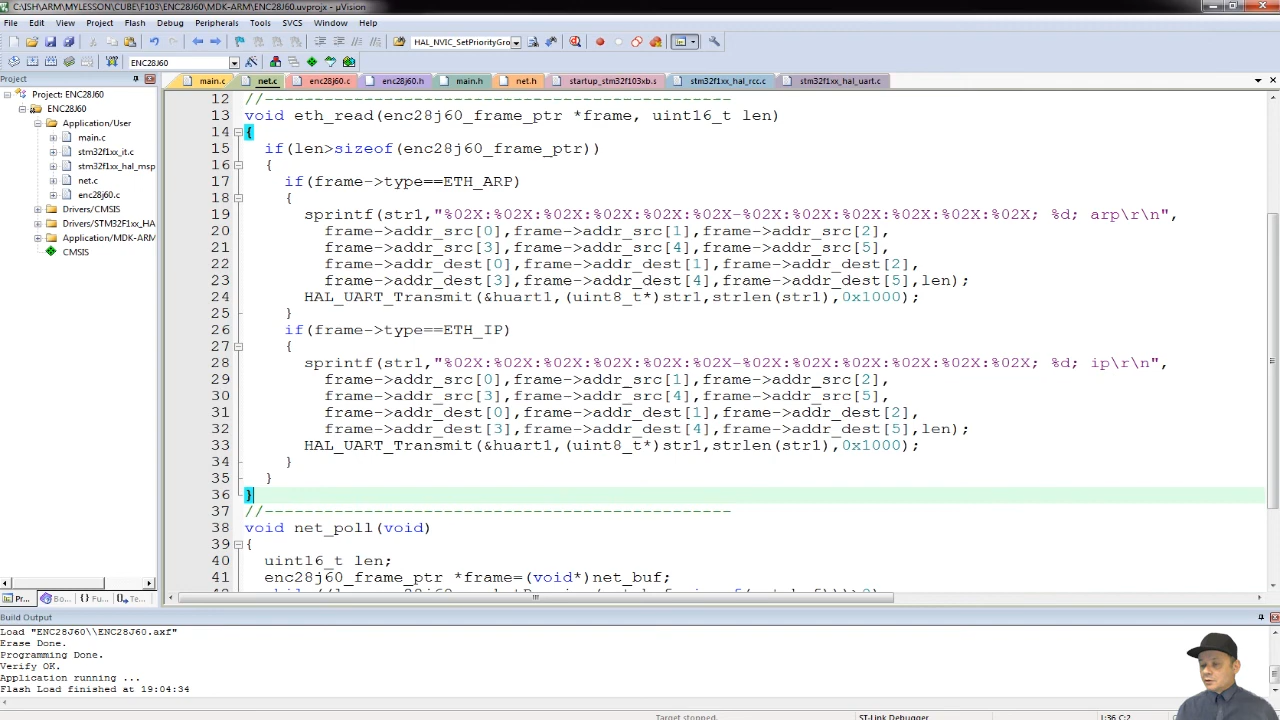 C:\ISH\ARM\MYLESSON\CUBE\F103\ENC28J60\MDK-ARM\ENC28J60.uvprojx - µVision
File Edit View Project Flash Debug Peripherals Tools SVCS Window Help
HAL_NVIC_SetPriorityGro
ENC28J60
Project
main.c net.c enc28j60.c enc28j60.h main.h net.h startup_stm32f103xb.s stm32f1xx_hal_rcc.c stm32f1xx_hal_uart.c
Project: ENC28J60
ENC28J60
Application/User
main.c
stm32f1xx_it.c
stm32f1xx_hal_msp
net.c
enc28j60.c
Drivers/CMSIS
Drivers/STM32F1xx_HA
Application/MDK-ARM
CMSIS
12 //-----------------------------------------------
13 void eth_read(enc28j60_frame_ptr *frame, uint16_t len)
14 {
15 if(len>sizeof(enc28j60_frame_ptr))
16 {
17 if(frame->type==ETH_ARP)
18 {
19 sprintf(str1,"%02X:%02X:%02X:%02X:%02X:%02X-%02X:%02X:%02X:%02X:%02X:%02X; %d; arp\r\n",
20 frame->addr_src[0],frame->addr_src[1],frame->addr_src[2],
21 frame->addr_src[3],frame->addr_src[4],frame->addr_src[5],
22 frame->addr_dest[0],frame->addr_dest[1],frame->addr_dest[2],
23 frame->addr_dest[3],frame->addr_dest[4],frame->addr_dest[5],len);
24 HAL_UART_Transmit(&huart1,(uint8_t*)str1,strlen(str1),0x1000);
25 }
26 if(frame->type==ETH_IP)
27 {
28 sprintf(str1,"%02X:%02X:%02X:%02X:%02X:%02X-%02X:%02X:%02X:%02X:%02X:%02X; %d; ip\r\n",
29 frame->addr_src[0],frame->addr_src[1],frame->addr_src[2],
30 frame->addr_src[3],frame->addr_src[4],frame->addr_src[5],
31 frame->addr_dest[0],frame->addr_dest[1],frame->addr_dest[2],
32 frame->addr_dest[3],frame->addr_dest[4],frame->addr_dest[5],len);
33 HAL_UART_Transmit(&huart1,(uint8_t*)str1,strlen(str1),0x1000);
34 }
35 }
36 }
37 //-----------------------------------------------
38 void net_poll(void)
39 {
40 uint16_t len;
41 enc28j60_frame_ptr *frame=(void*)net_buf;
Pr... Bo... Fu... Te...
Build Output
Load "ENC28J60\\ENC28J60.axf"
Erase Done.
Programming Done.
Verify OK.
Application running ...
Flash Load finished at 19:04:34
Target stopped. ST-Link Debugger L:36 C:2